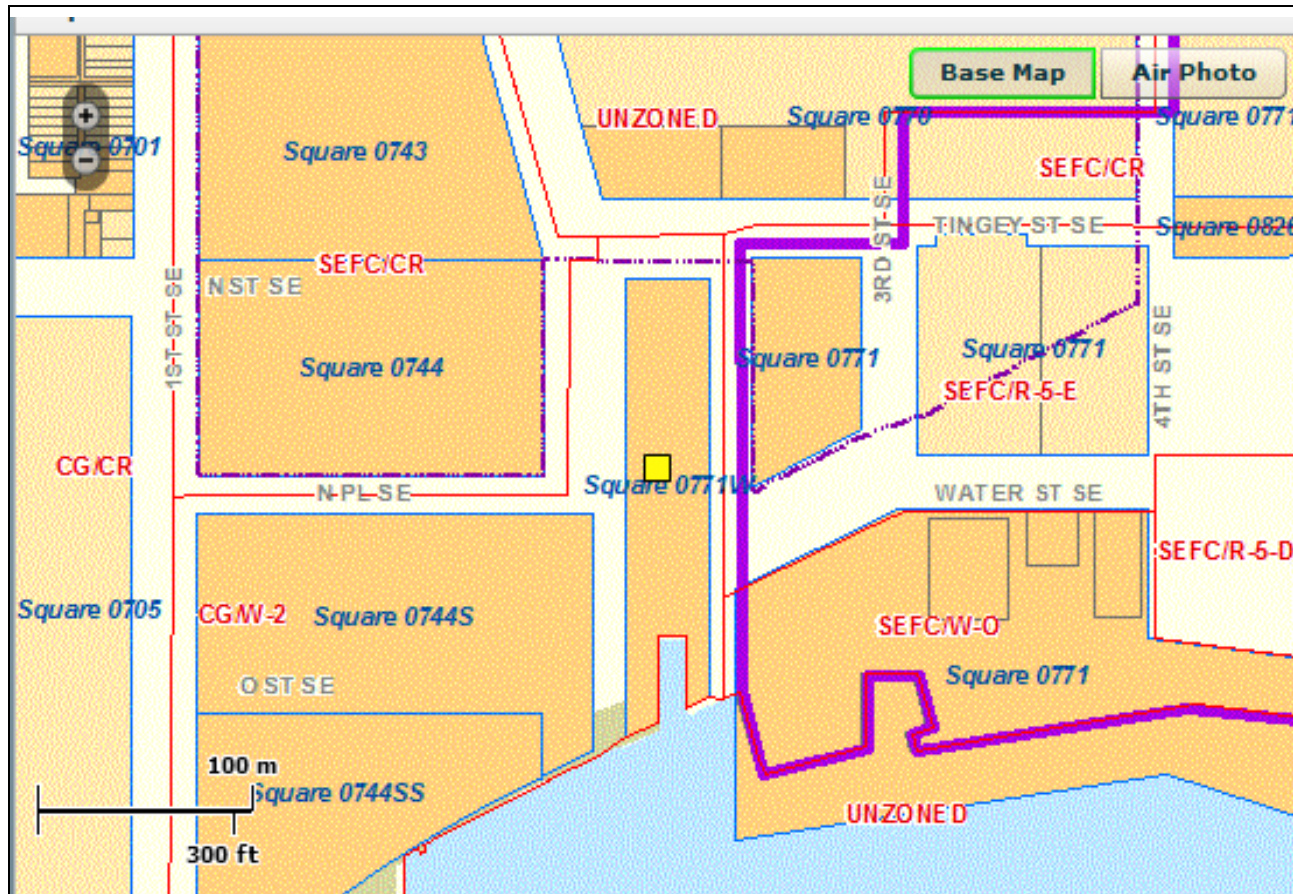 Base Map
Air Photo
UNZONED
Square 0770
Square 0771
Square 0701
Square 0743
SEFC/CR
3RD ST SE
TINGEY ST SE
Square 0826
SEFC/CR
N ST SE
1ST ST SE
Square 0744
Square 0771
Square 0771
4TH ST SE
SEFC/R-5-E
CG/CR
N PL SE
Square 0771W
WATER ST SE
SEFC/R-5-D
Square 0705
CG/W-2
Square 0744S
SEFC/W-0
O ST SE
Square 0771
100 m
Square 0744SS
UNZONED
300 ft